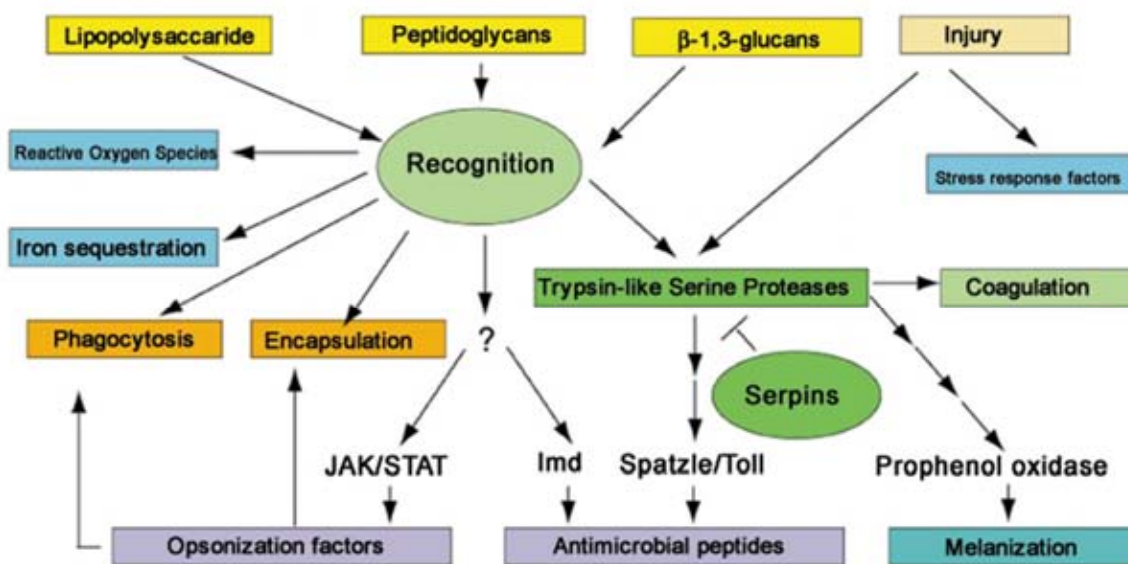 Lipopolysaccaride
Peptidoglycans
β-1,3-glucans
Injury
Reactive Oxygen Species
Recognition
Stress response factors
Iron sequestration
Trypsin-like Serine Proteases
Coagulation
Phagocytosis
Encapsulation
?
Serpins
JAK/STAT
Imd
Spatzle/Toll
Prophenol oxidase
Opsonization factors
Antimicrobial peptides
Melanization